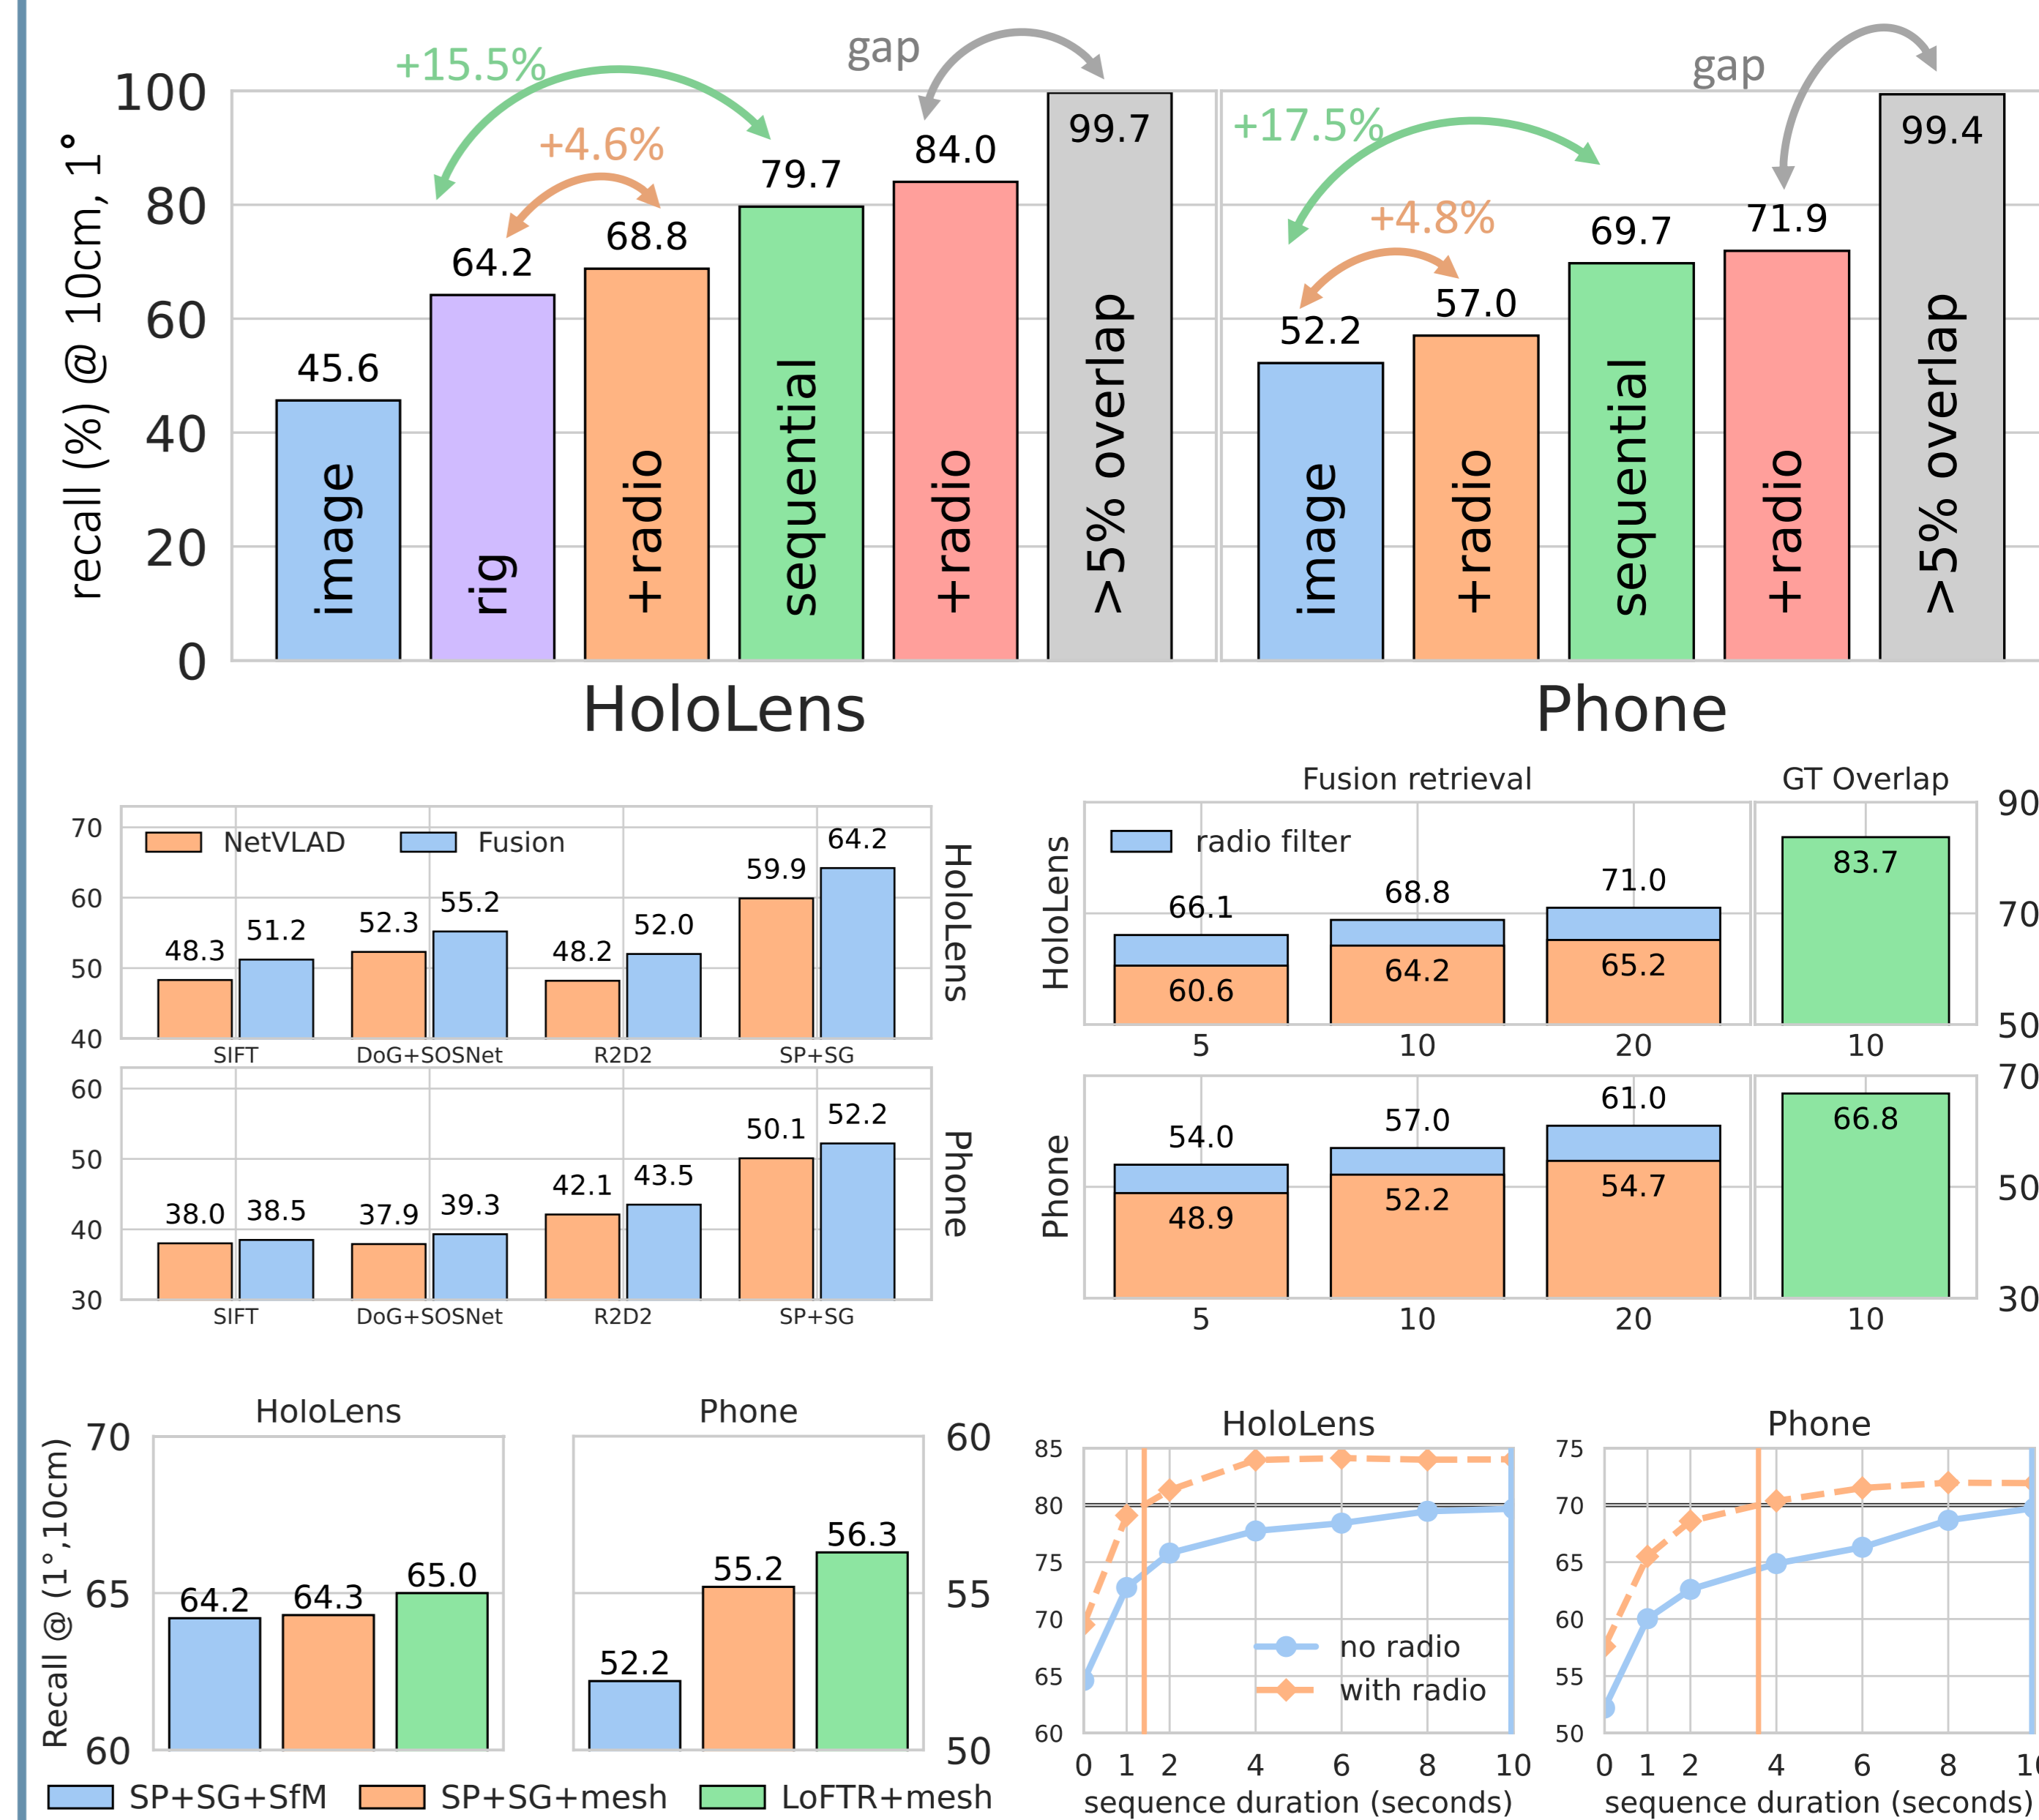 +15.5%
gap
gap
+4.6%
+17.5%
+4.8%
recall (%) @ 10cm, 1°
100
80
60
40
20
0
45.6
64.2
68.8
79.7
84.0
99.7
image
rig
+radio
sequential
+radio
>5% overlap
HoloLens
52.2
57.0
69.7
71.9
99.4
image
+radio
sequential
+radio
>5% overlap
Phone
NetVLAD
Fusion
70
60
50
40
48.3
51.2
52.3
55.2
48.2
52.0
59.9
64.2
SIFT
DoG+SOSNet
R2D2
SP+SG
HoloLens
60
50
40
30
38.0
38.5
37.9
39.3
42.1
43.5
50.1
52.2
SIFT
DoG+SOSNet
R2D2
SP+SG
Phone
Fusion retrieval
GT Overlap
HoloLens
radio filter
66.1
60.6
68.8
64.2
71.0
65.2
83.7
90
70
50
5
10
20
10
Phone
54.0
48.9
57.0
52.2
61.0
54.7
66.8
70
50
30
5
10
20
10
HoloLens
Phone
Recall @ (1°,10cm)
70
65
60
64.2
64.3
65.0
52.2
55.2
56.3
60
55
50
SP+SG+SfM
SP+SG+mesh
LoFTR+mesh
HoloLens
85
80
75
70
65
60
no radio
with radio
0 1 2 4 6 8 10
sequence duration (seconds)
Phone
75
70
65
60
55
50
0 1 2 4 6 8
sequence duration (seconds)